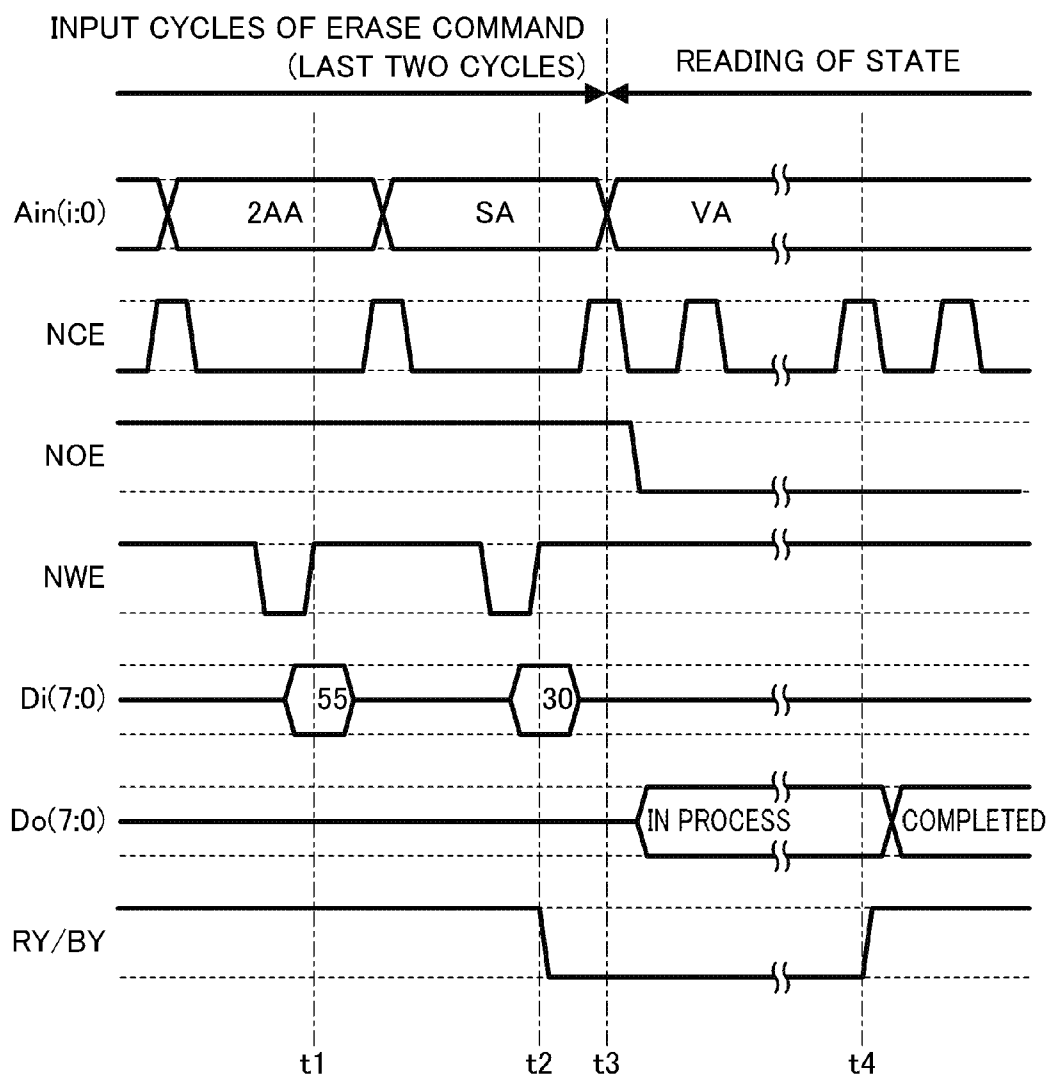 INPUT CYCLES OF ERASE COMMAND
(LAST TWO CYCLES)
READING OF STATE
Ain(i:0)
2AA
SA
VA
NCE
NOE
NWE
Di(7:0)
55
30
Do(7:0)
IN PROCESS
COMPLETED
RY/BY
t1
t2
t3
t4